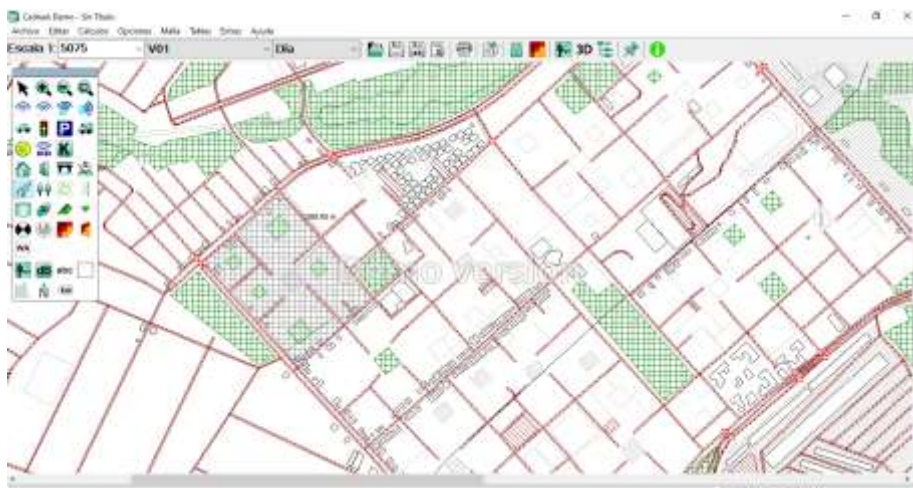 Cadna Demo - Sin Título
Archivo Editar Cálculos Opciones Malla Tablas Extras Ayuda
Escala 1: 5075 V01 Día 3D
Demo version